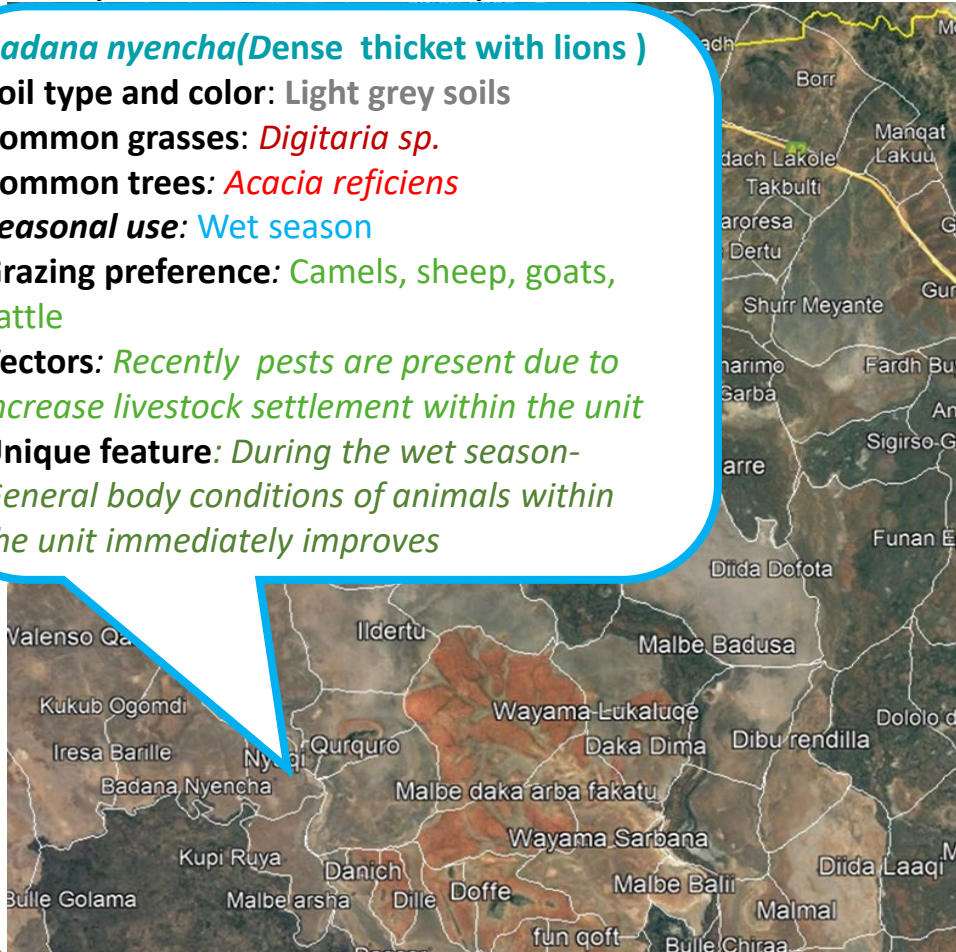 adana nyencha(Dense thicket with lions )
oil type and color: Light grey soils
ommon grasses: Digitaria sp.
ommon trees: Acacia reficiens
easonal use: Wet season
razing preference: Camels, sheep, goats,
attle
ectors: Recently pests are present due to
ncrease livestock settlement within the unit
nique feature: During the wet season-
General body conditions of animals within
he unit immediately improves
adh
Borr
A2
Manqat
Lakuu
dach Lakole
Takbulti
aroresa
Dertu
Shurr Meyante
Gur
harimo
Garba
Fardh Bu
An
Sigirso-G
arre
Funan E
Diida Dofota
Valenso Qa
Ildertu
Malbe Badusa
Kukub Ogomdi
Wayama Lukaluqe
Dololo d
Iresa Barille
Qurquro
Daka Dima
Dibu rendilla
Badana Nyencha
Malbe daka arba fakatu
Wayama Sarbana
Kupi Ruya
Danich
Diida Laaqi
Bulle Golama
Malbe arsha
Dille
Doffe
Malbe Balii
Malmal
fun qoft
Bulle Chiraa